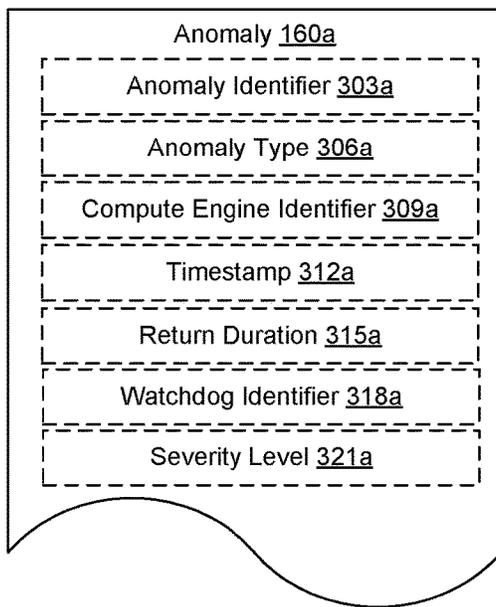 Anomaly 160a
Anomaly Identifier 303a
Anomaly Type 306a
Compute Engine Identifier 309a
Timestamp 312a
Return Duration 315a
Watchdog Identifier 318a
Severity Level 321a